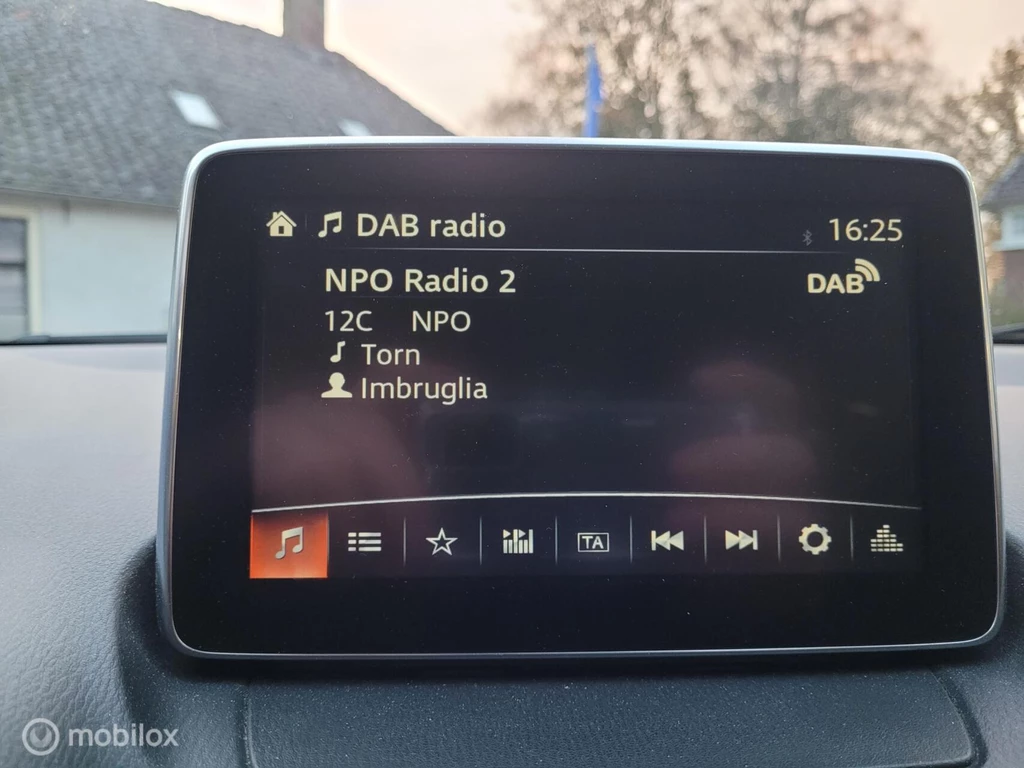 DAB radio 16:25
NPO Radio 2 DAB
12C NPO
Torn
Imbruglia
TA
mobilox